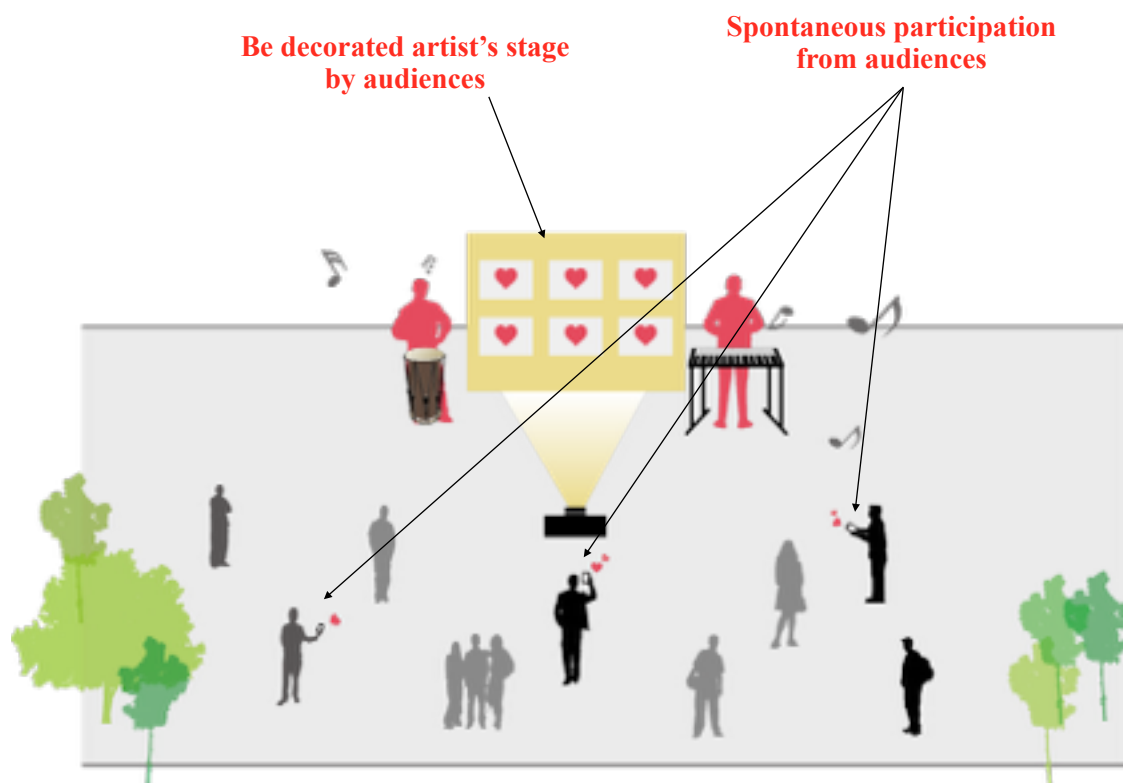 Be decorated artist's stage
by audiences
Spontaneous participation
from audiences